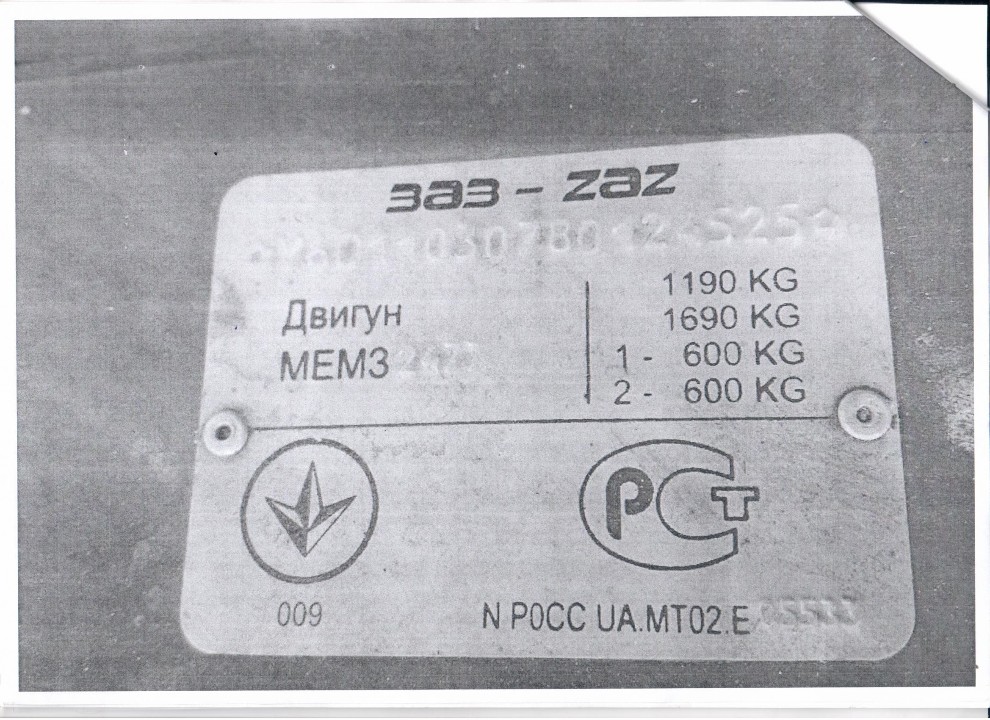 ЗАЗ - ZAZ
1190 KG
Двигун 1690 KG
МЕМЗ 1 - 600 KG
2 - 600 KG
РСТ
009 N РОСС UA.МТ02.Е